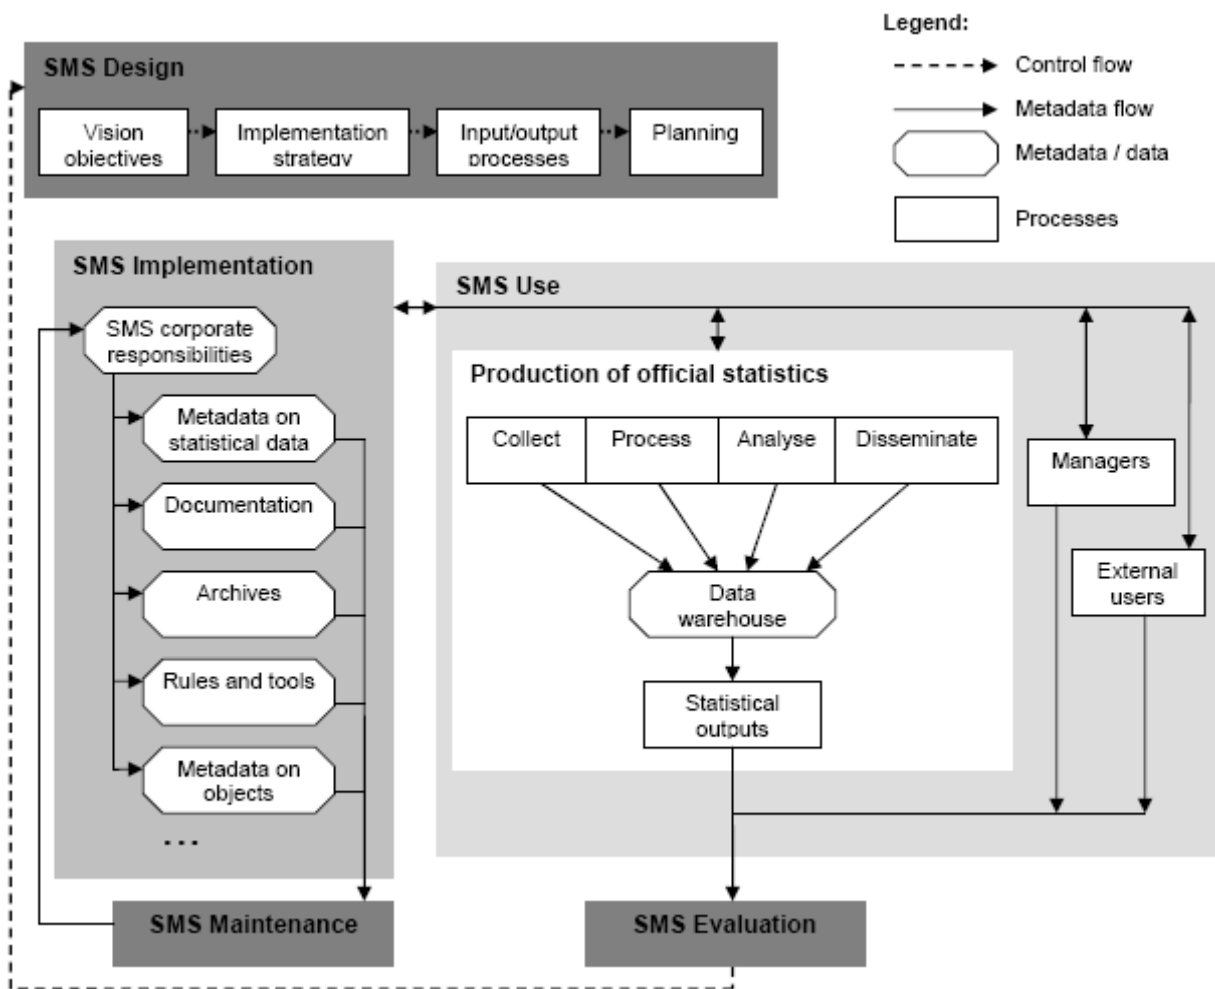 Legend:
Control flow
Metadata flow
Metadata / data
Processes
SMS Design
Vision
objectives
Implementation
strategy
Input/output
processes
Planning
SMS Implementation
SMS corporate
responsibilities
Metadata on
statistical data
Documentation
Archives
Rules and tools
Metadata on
objects
...
SMS Use
Production of official statistics
Collect
Process
Analyse
Disseminate
Data
warehouse
Statistical
outputs
Managers
External
users
SMS Maintenance
SMS Evaluation